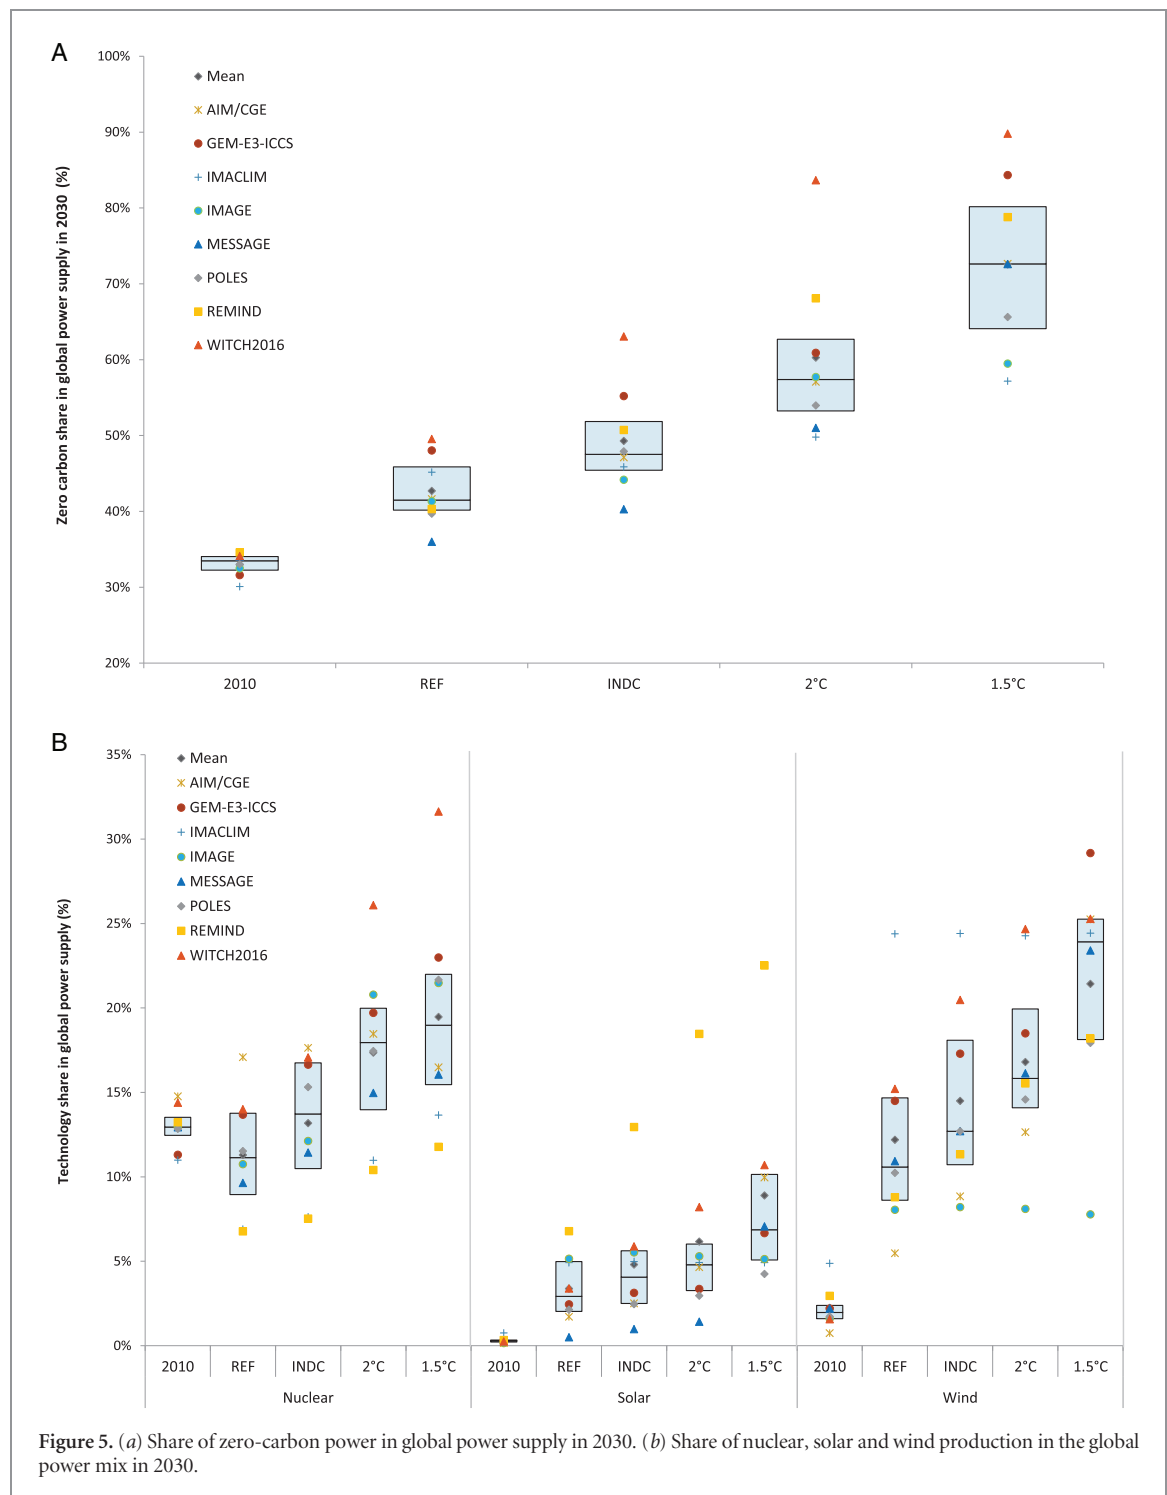 A
100%
90%
80%
70%
60%
50%
40%
30%
20%
Zero carbon share in global power supply in 2030 (%)
Mean
AIM/CGE
GEM-E3-ICCS
IMACLIM
IMAGE
MESSAGE
POLES
REMIND
WITCH2016
2010 REF INDC 2°C 1.5°C
B
35%
30%
25%
20%
15%
10%
5%
0%
Technology share in global power supply (%)
Mean
AIM/CGE
GEM-E3-ICCS
IMACLIM
IMAGE
MESSAGE
POLES
REMIND
WITCH2016
2010 REF INDC 2°C 1.5°C 2010 REF INDC 2°C 1.5°C 2010 REF INDC 2°C 1.5°C
Nuclear Solar Wind
Figure 5. (a) Share of zero-carbon power in global power supply in 2030. (b) Share of nuclear, solar and wind production in the global
power mix in 2030.